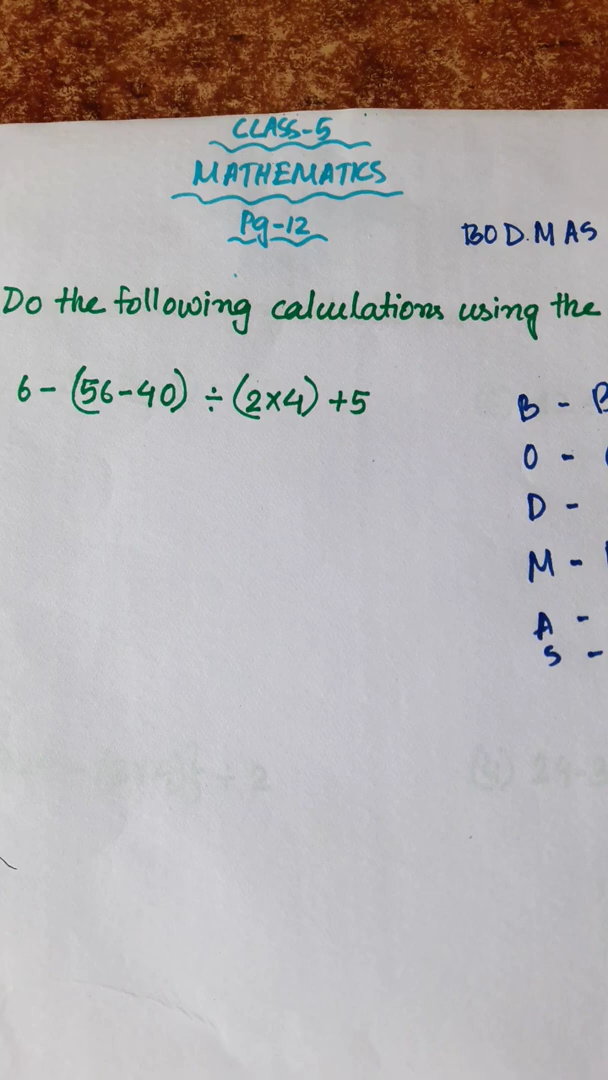 CLASS-5
MATHEMATICS
Pg-12
BODMAS
Do the following calculations using the
6 - (56-40) ÷ (2×4) +5
B - B
O -
D -
M -
A -
S -